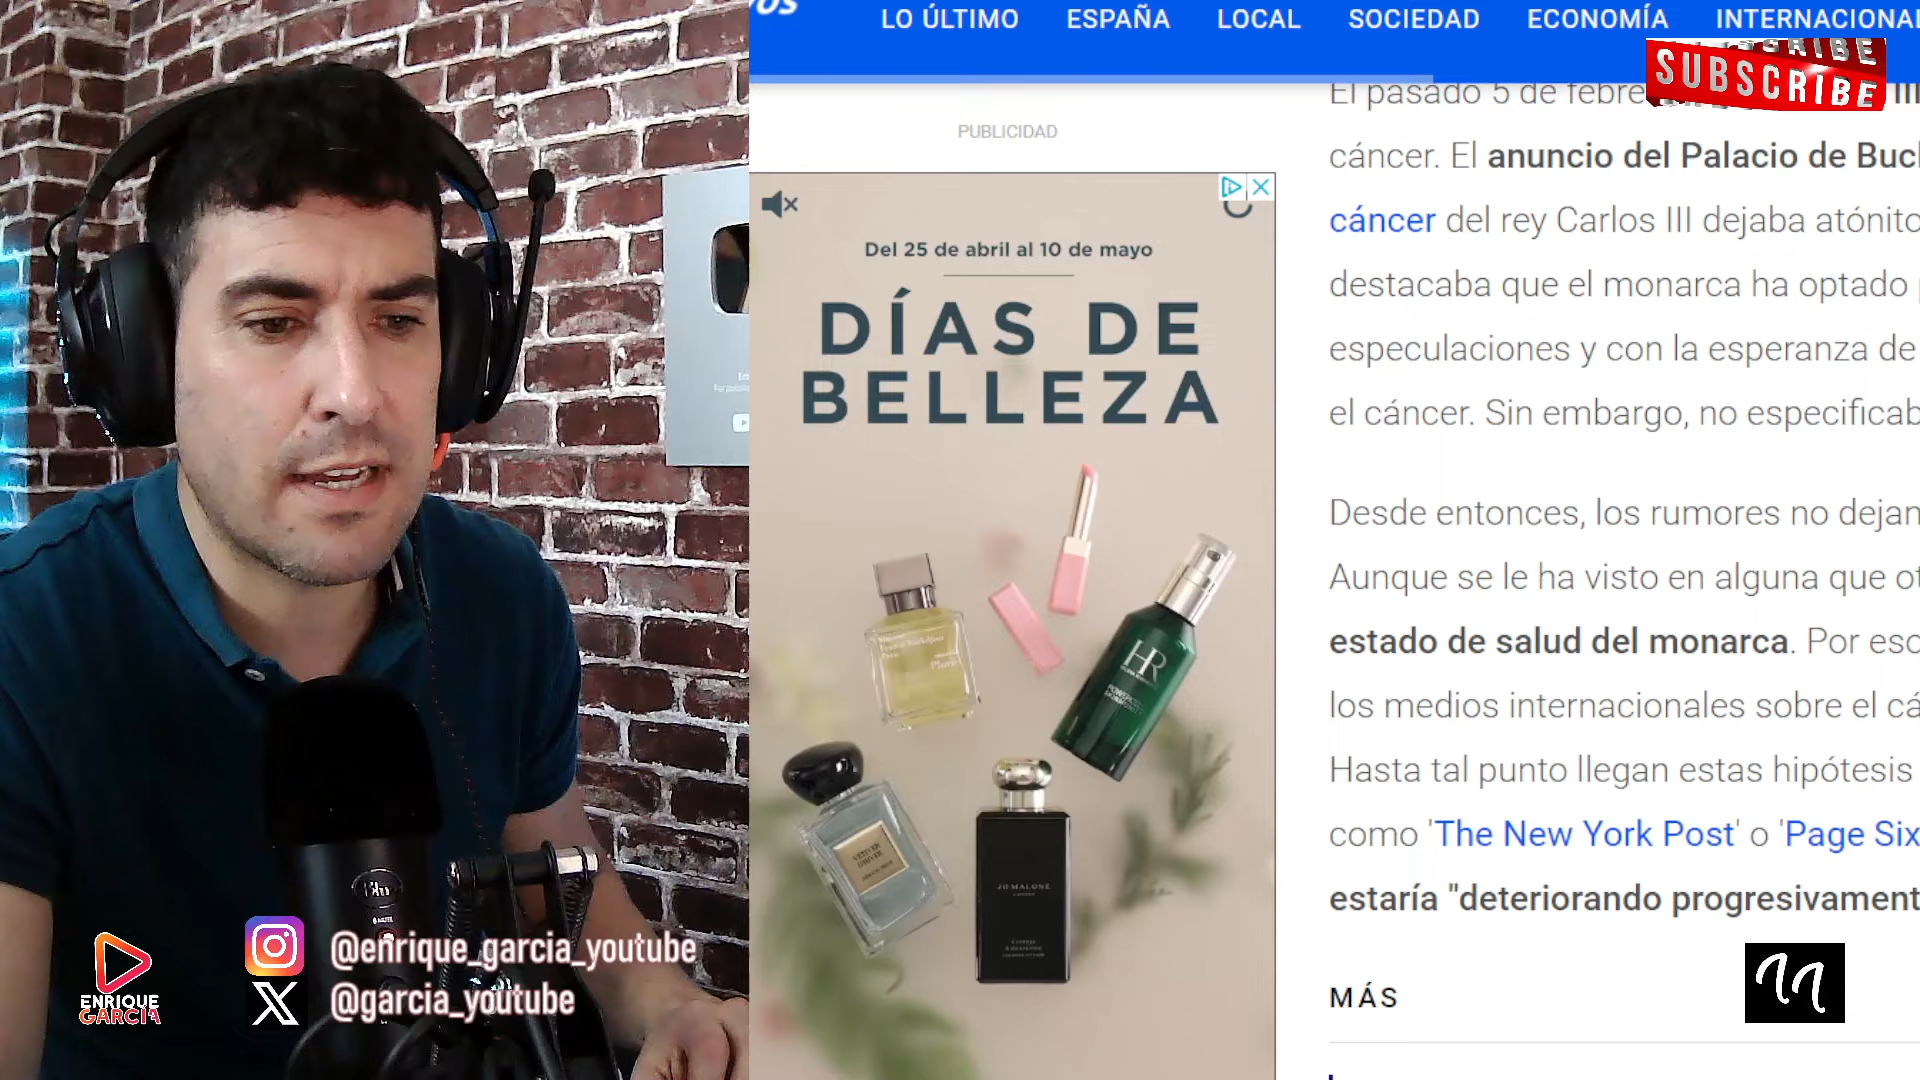 LO ÚLTIMO ESPAÑA LOCAL SOCIEDAD ECONOMÍA INTERNACIONAL
SUBSCRIBE
PUBLICIDAD
Del 25 de abril al 10 de mayo
DÍAS DE
BELLEZA
HR
JO MALONE
El pasado 5 de febre
cáncer. El anuncio del Palacio de Buc
cáncer del rey Carlos III dejaba atónito
destacaba que el monarca ha optado
especulaciones y con la esperanza de
el cáncer. Sin embargo, no especificab
Desde entonces, los rumores no dejan
Aunque se le ha visto en alguna que ot
estado de salud del monarca. Por eso
los medios internacionales sobre el cá
Hasta tal punto llegan estas hipótesis
como 'The New York Post' o 'Page Six
estaría "deteriorando progresivament
MÁS
ENRIQUE
GARCIA
@enrique_garcia_youtube
@garcia_youtube